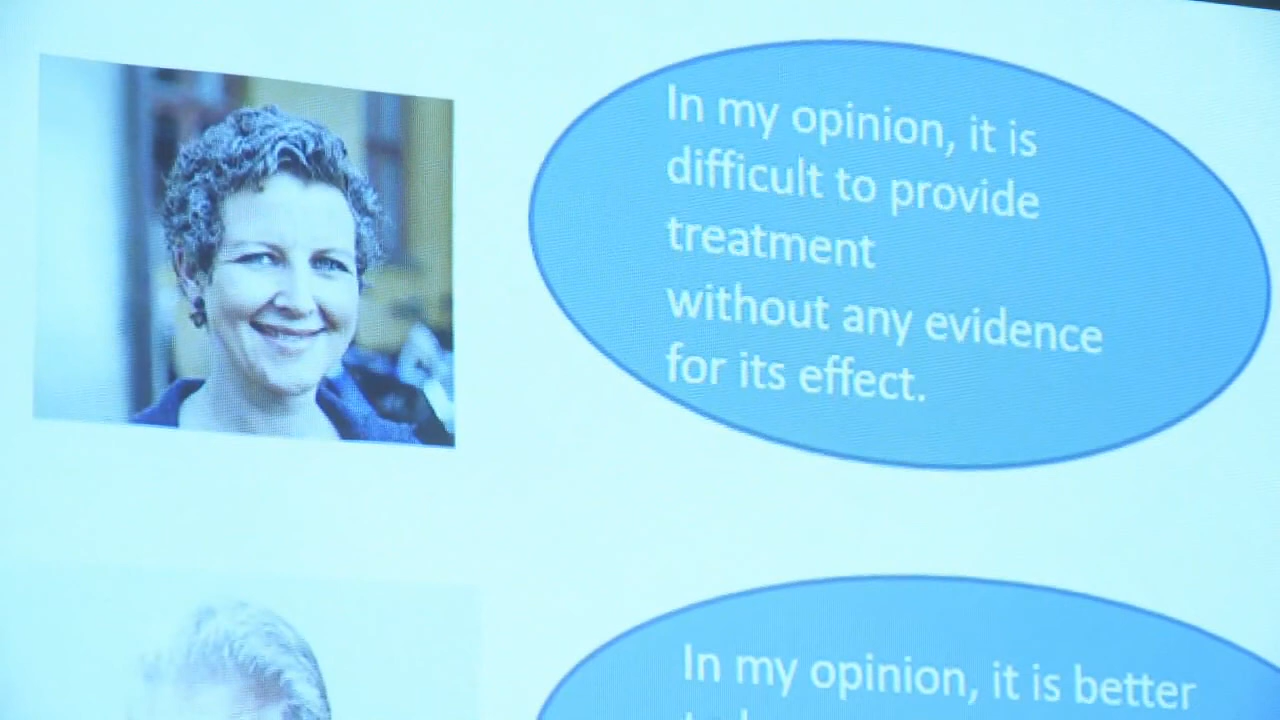 In my opinion, it is
difficult to provide
treatment
without any evidence
for its effect.
In my opinion, it is better